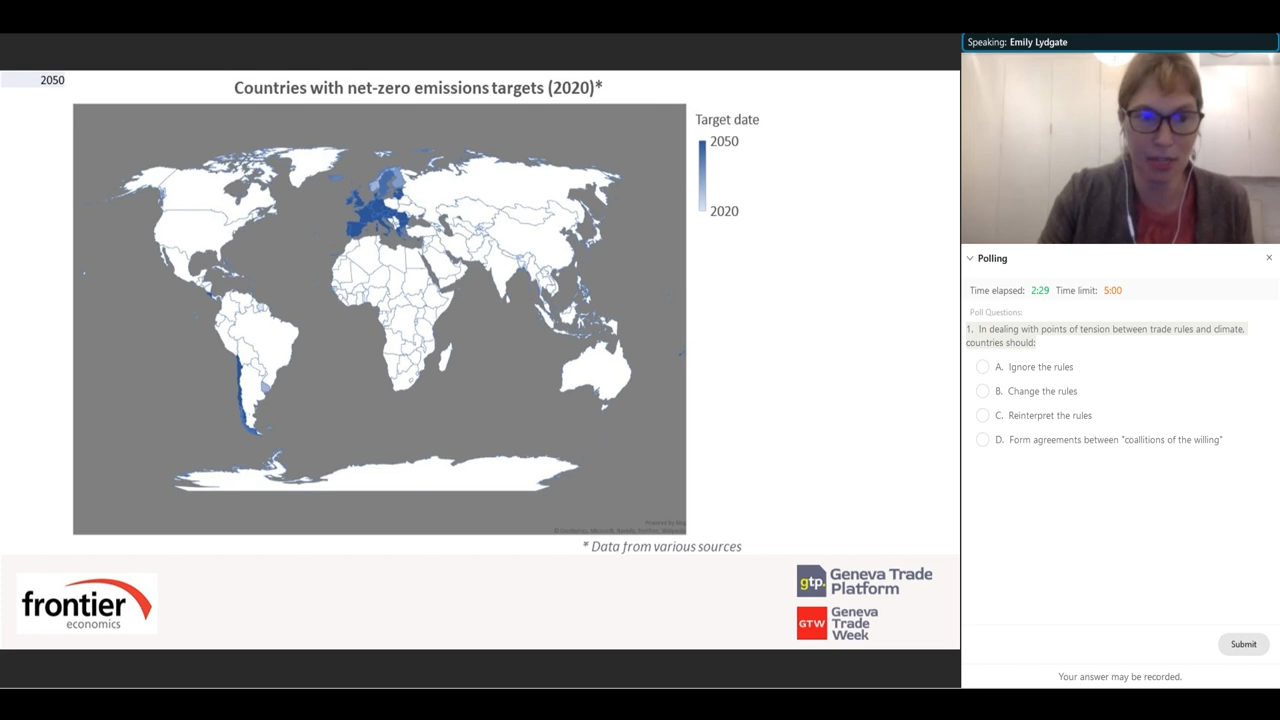 Speaking: Emily Lydgate
2050
Countries with net-zero emissions targets (2020)*
Target date
2050
2020
Powered by Bing
* Data from various sources
frontier
economics
gtp.
Geneva Trade
Platform
GTW
Geneva
Trade
Week
Polling
Time elapsed: 2:29 Time limit: 5:00
Poll Questions:
1. In dealing with points of tension between trade rules and climate,
countries should:
A. Ignore the rules
B. Change the rules
C. Reinterpret the rules
D. Form agreements between "coallitions of the willing"
Submit
Your answer may be recorded.